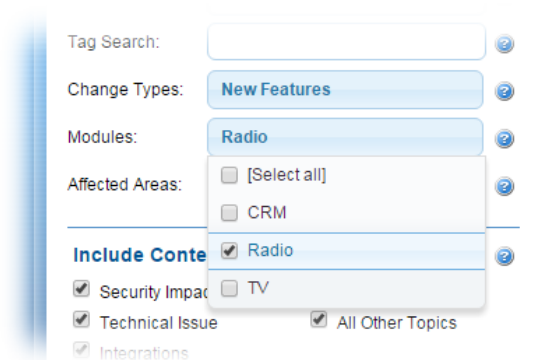 Tag Search:
Change Types: New Features
Modules: Radio
[Select all]
Affected Areas:
CRM
Include Conte
Radio
Security Impac
TV
Technical Issue All Other Topics
Integrations